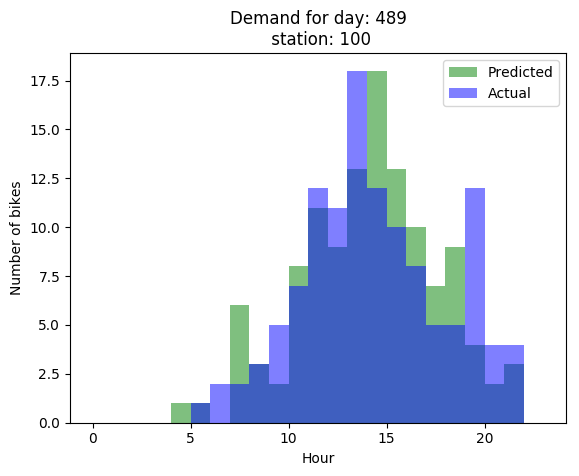 Demand for day: 489
station: 100
Predicted
Actual
17.5
15.0
12.5
10.0
7.5
5.0
2.5
0.0
Number of bikes
0 5 10 15 20
Hour